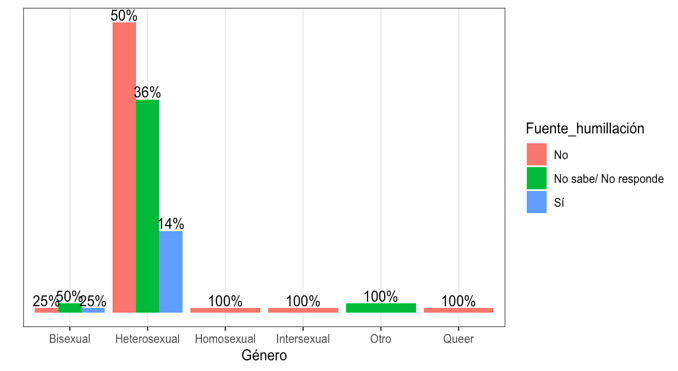 50%
36%
14%
25%
50%
25%
100%
100%
100%
100%
Bisexual
Heterosexual
Homosexual
Intersexual
Otro
Queer
Género
Fuente_humillación
No
No sabe/ No responde
Sí